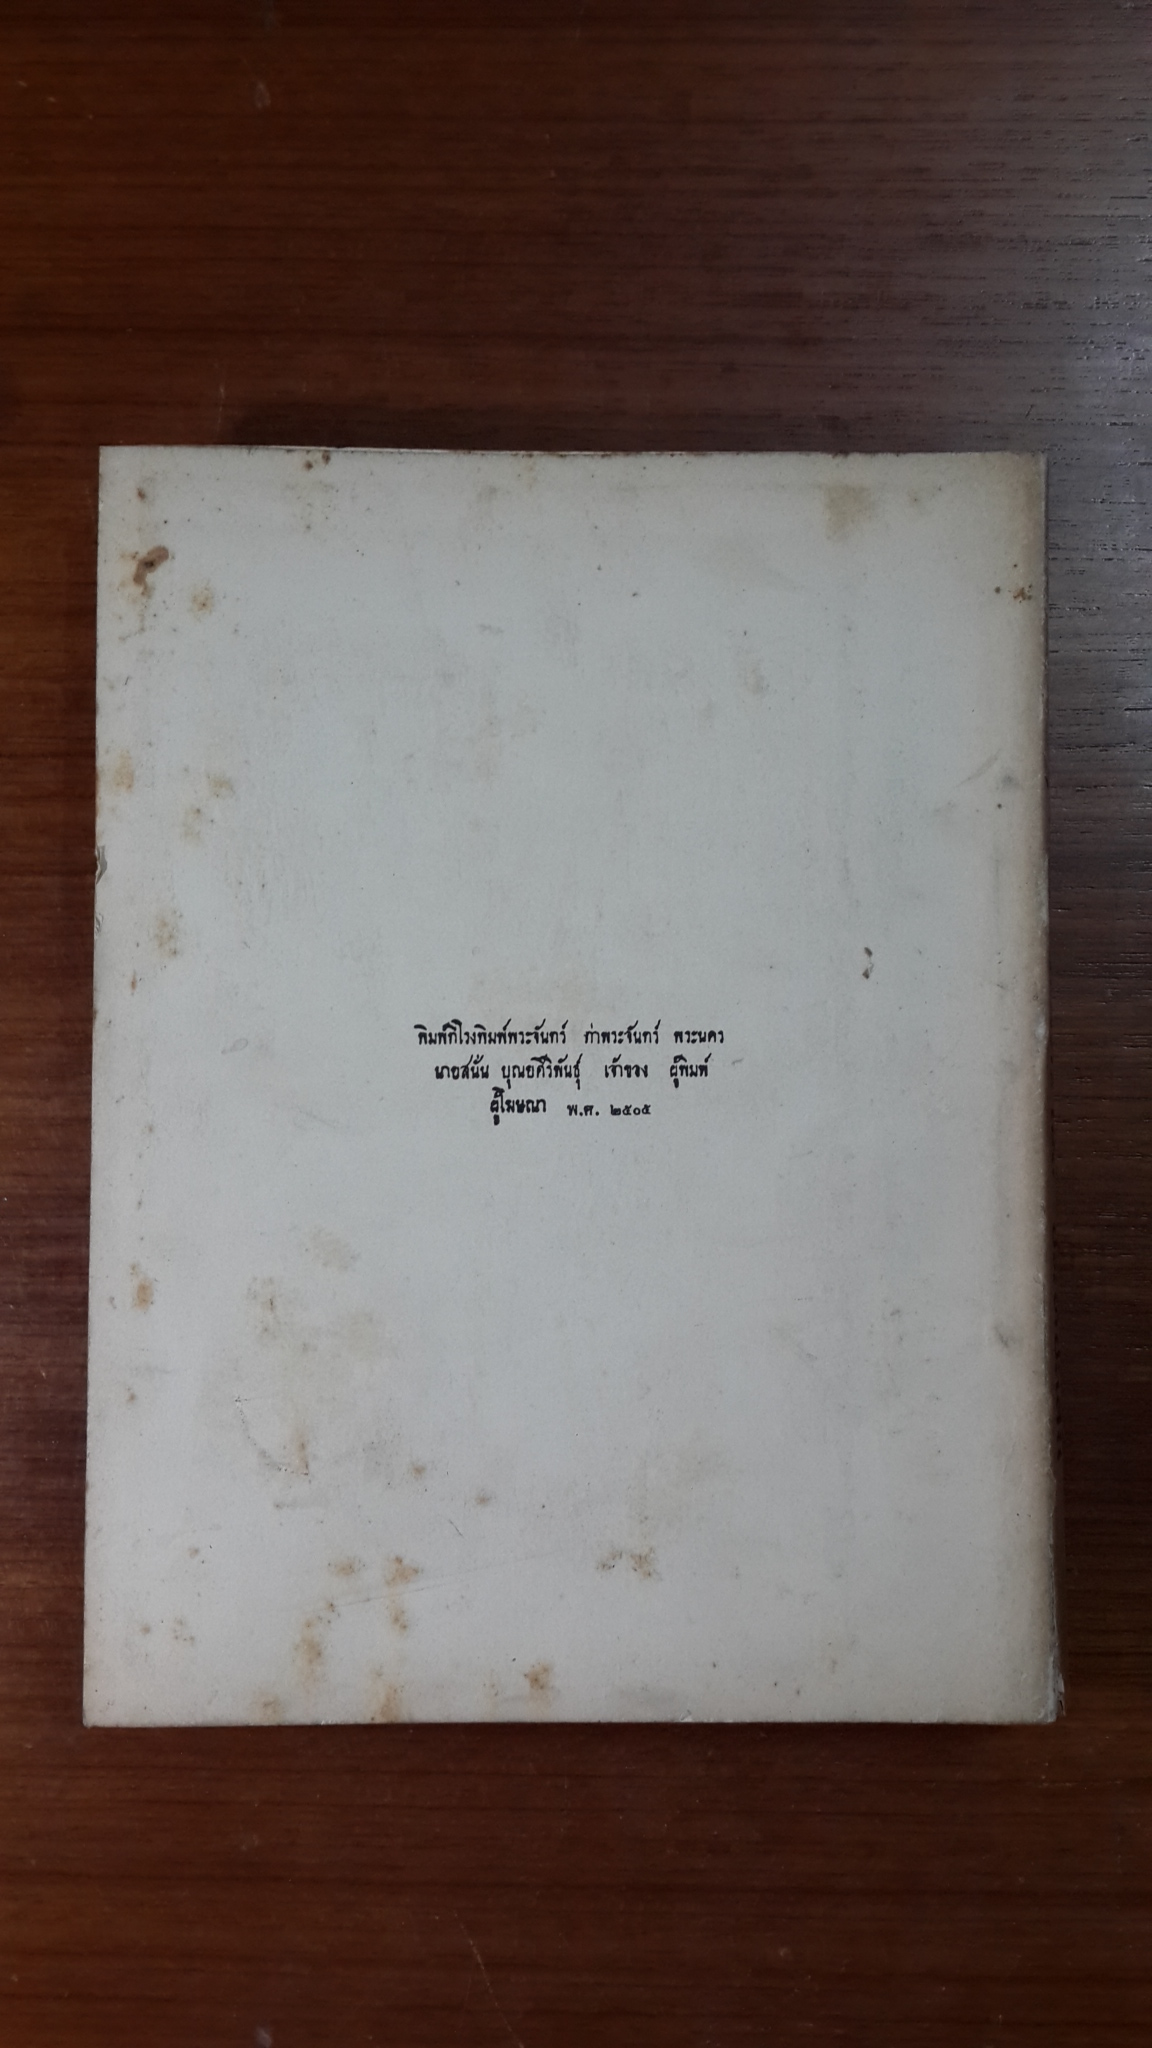 พิมพ์ที่โรงพิมพ์พระจันทร์ ท่าพระจันทร์ พระนคร
นายสนั่น บุณยศิริพันธุ์ เจ้าของ ผู้พิมพ์
ผู้โฆษณา พ.ศ. ๒๕๐๕